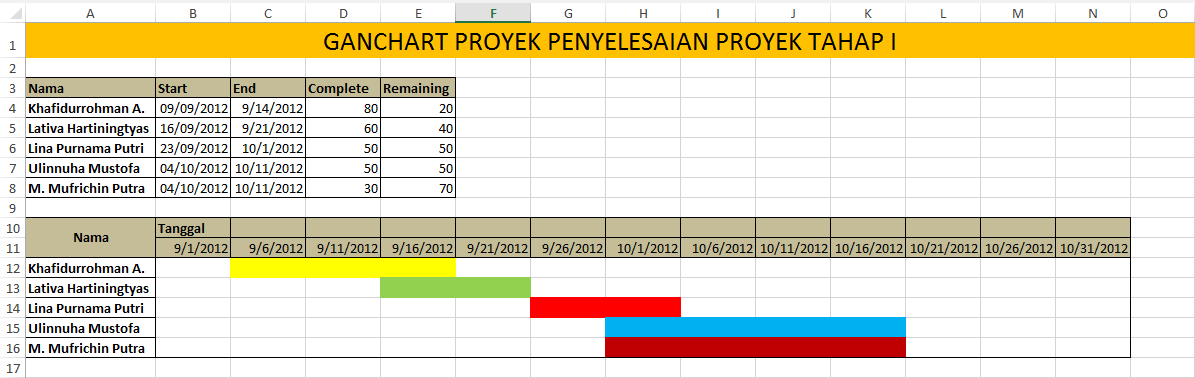 A B C D E F G H I J K L M N O
1 GANCHART PROYEK PENYELESAIAN PROYEK TAHAP I
2
3 Nama Start End Complete Remaining
4 Khafidurrohman A. 09/09/2012 9/14/2012 80 20
5 Lativa Hartiningtyas 16/09/2012 9/21/2012 60 40
6 Lina Purnama Putri 23/09/2012 10/1/2012 50 50
7 Ulinnuha Mustofa 04/10/2012 10/11/2012 50 50
8 M. Mufrichin Putra 04/10/2012 10/11/2012 30 70
9
10 Nama Tanggal
11 9/1/2012 9/6/2012 9/11/2012 9/16/2012 9/21/2012 9/26/2012 10/1/2012 10/6/2012 10/11/2012 10/16/2012 10/21/2012 10/26/2012 10/31/2012
12 Khafidurrohman A.
13 Lativa Hartiningtyas
14 Lina Purnama Putri
15 Ulinnuha Mustofa
16 M. Mufrichin Putra
17